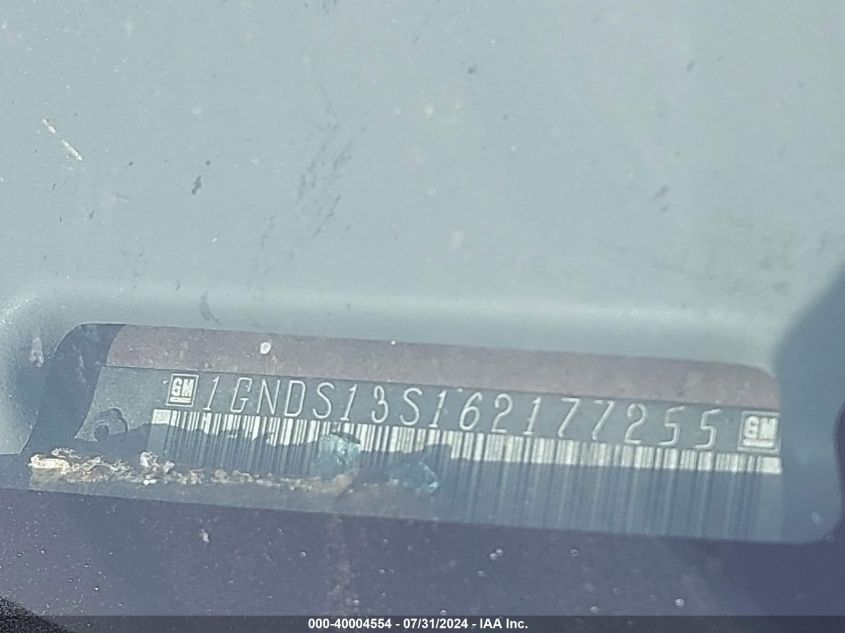 GM 1GNDS13S162177255 GM
000-40004554 - 07/31/2024 - IAA Inc.